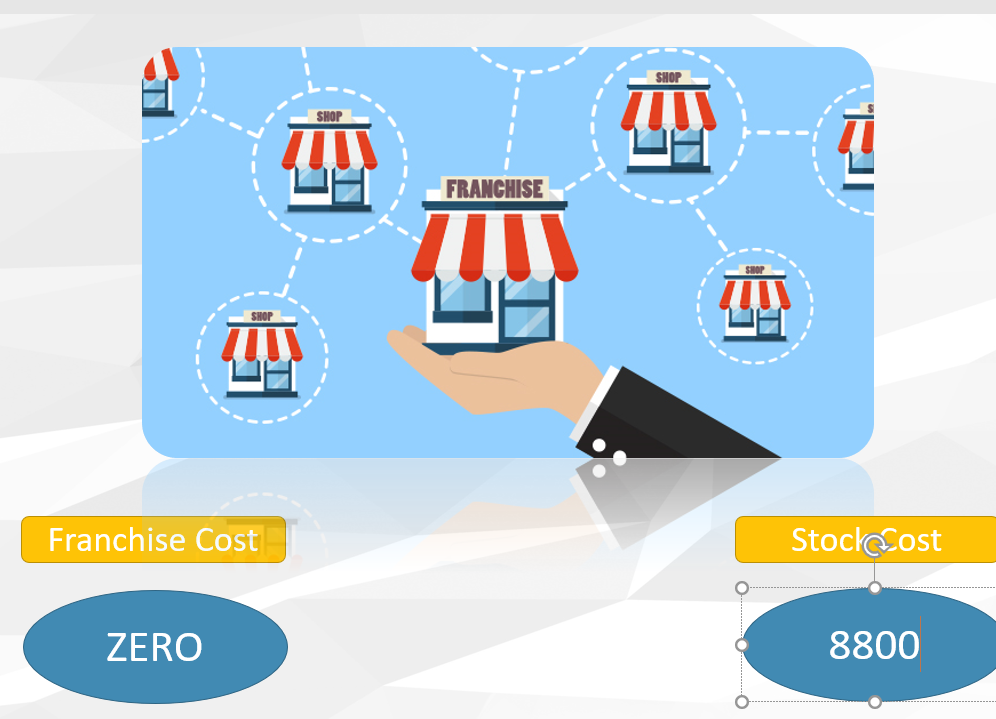 SHOP
SHOP
S
FRANCHISE
SHOP
SHOP
Franchise Cost
Stock Cost
ZERO
8800